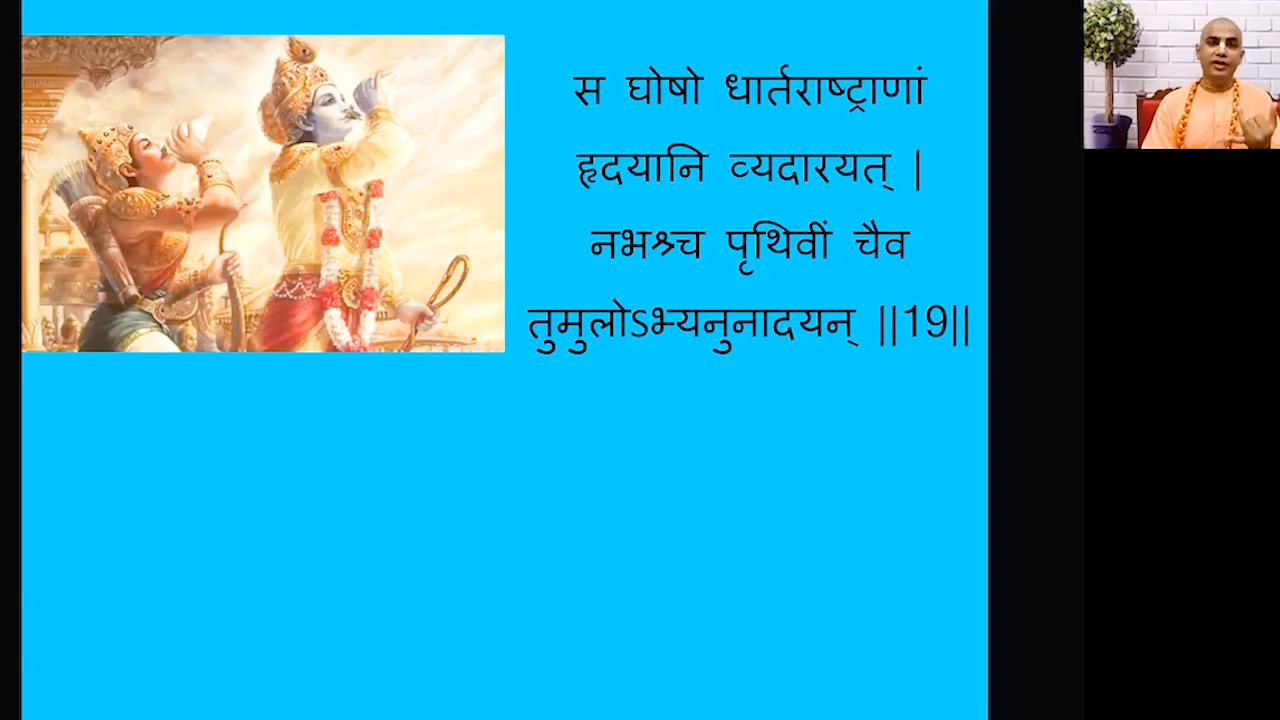 स घोषो धार्तराष्ट्राणां
हृदयानि व्यदारयत् |
नभश्र्च पृथिवीं चैव
तुमुलोऽभ्यनुनादयन् ||19||